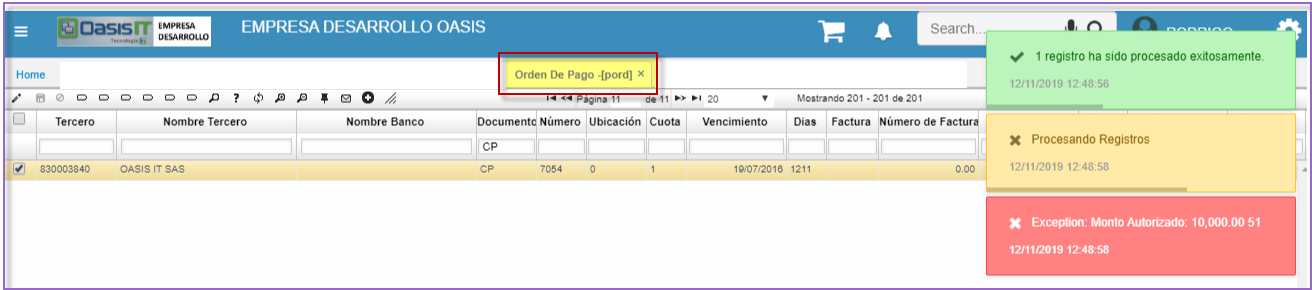 OasisIT
Tecnología
EMPRESA
DESARROLLO
EMPRESA DESARROLLO OASIS
Search...
RODRIGO
Home
Orden De Pago -[pord] ×
Página 11 de 11 20 Mostrando 201 - 201 de 201
Tercero Nombre Tercero Nombre Banco Documento Número Ubicación Cuota Vencimiento Dias Factura Número de Factura
CP
830003840 OASIS IT SAS CP 7054 0 1 19/07/2016 1211 0.00
1 registro ha sido procesado exitosamente.
12/11/2019 12:48:56
Procesando Registros
12/11/2019 12:48:58
Exception: Monto Autorizado: 10,000.00 51
12/11/2019 12:48:58